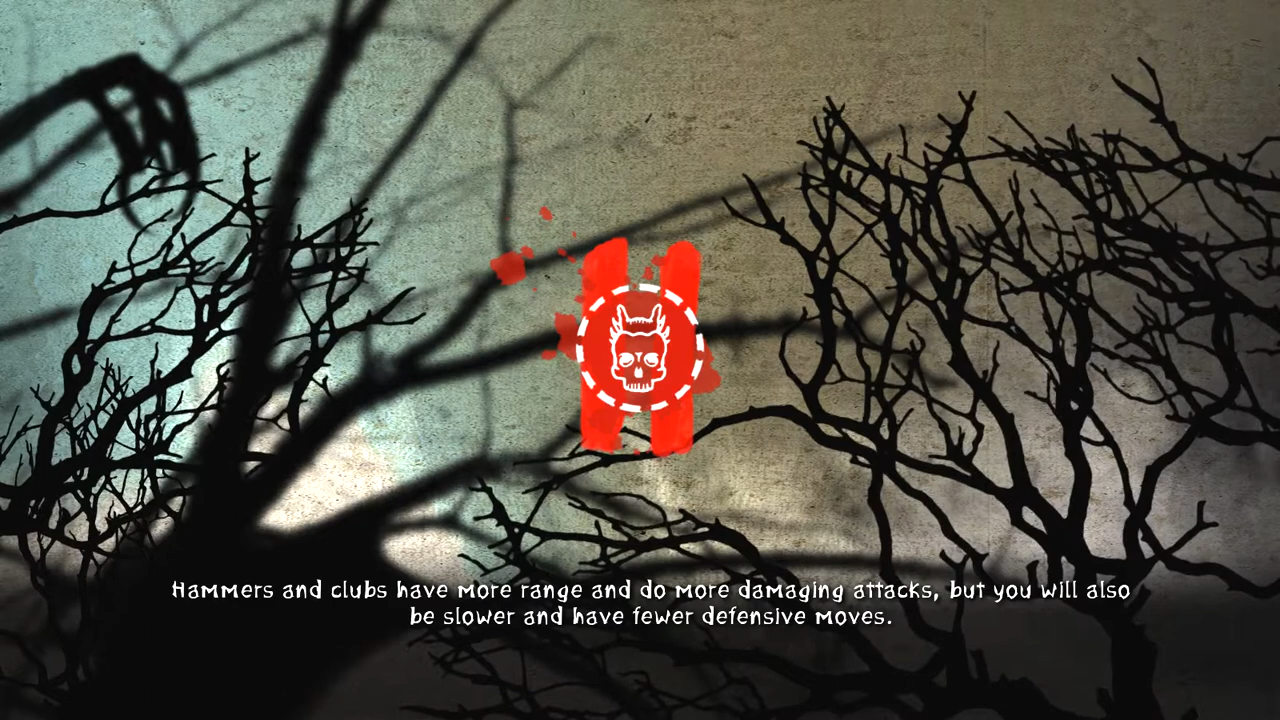 Hammers and clubs have more range and do more damaging attacks, but you will also
be slower and have fewer defensive moves.